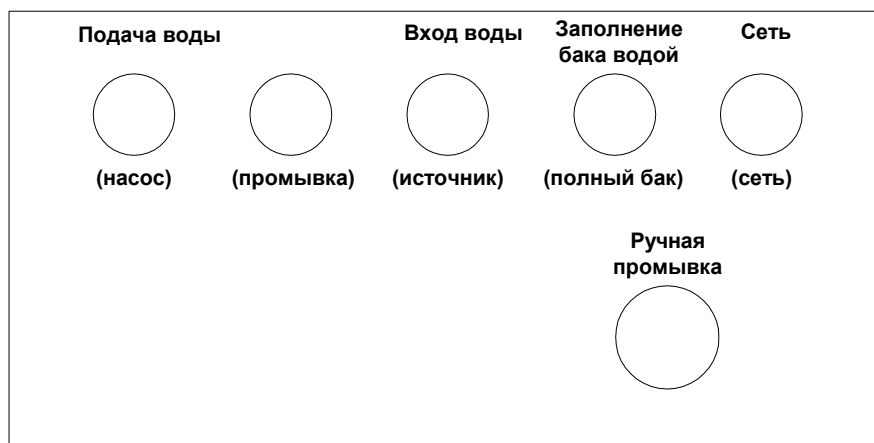 Подача воды
Вход воды
Заполнение
бака водой
Сеть
(насос)
(промывка)
(источник)
(полный бак)
(сеть)
Ручная
промывка